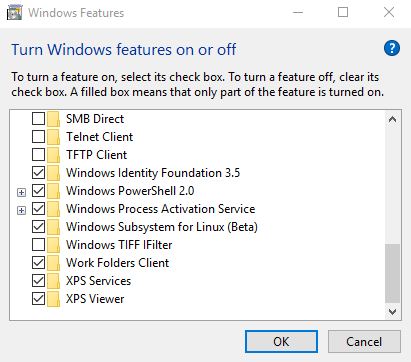 Windows Features
Turn Windows features on or off
?
To turn a feature on, select its check box. To turn a feature off, clear its
check box. A filled box means that only part of the feature is turned on.
SMB Direct
Telnet Client
TFTP Client
Windows Identity Foundation 3.5
Windows PowerShell 2.0
Windows Process Activation Service
Windows Subsystem for Linux (Beta)
Windows TIFF IFilter
Work Folders Client
XPS Services
XPS Viewer
OK
Cancel